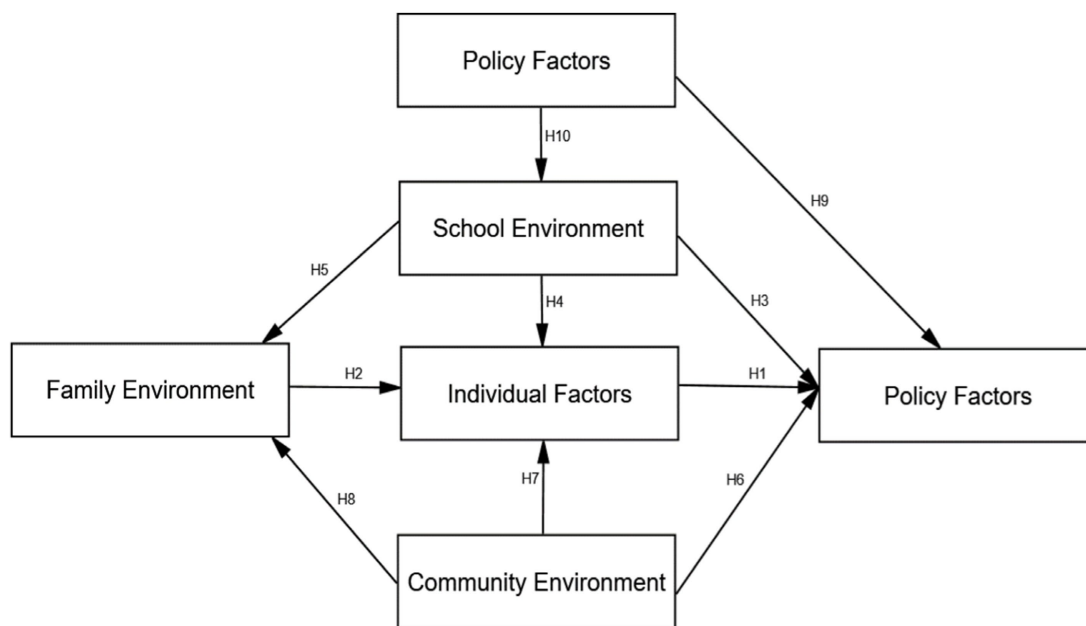 Policy Factors
H10
H9
School Environment
H5
H4
H3
Family Environment
H2
Individual Factors
H1
Policy Factors
H8
H7
H6
Community Environment